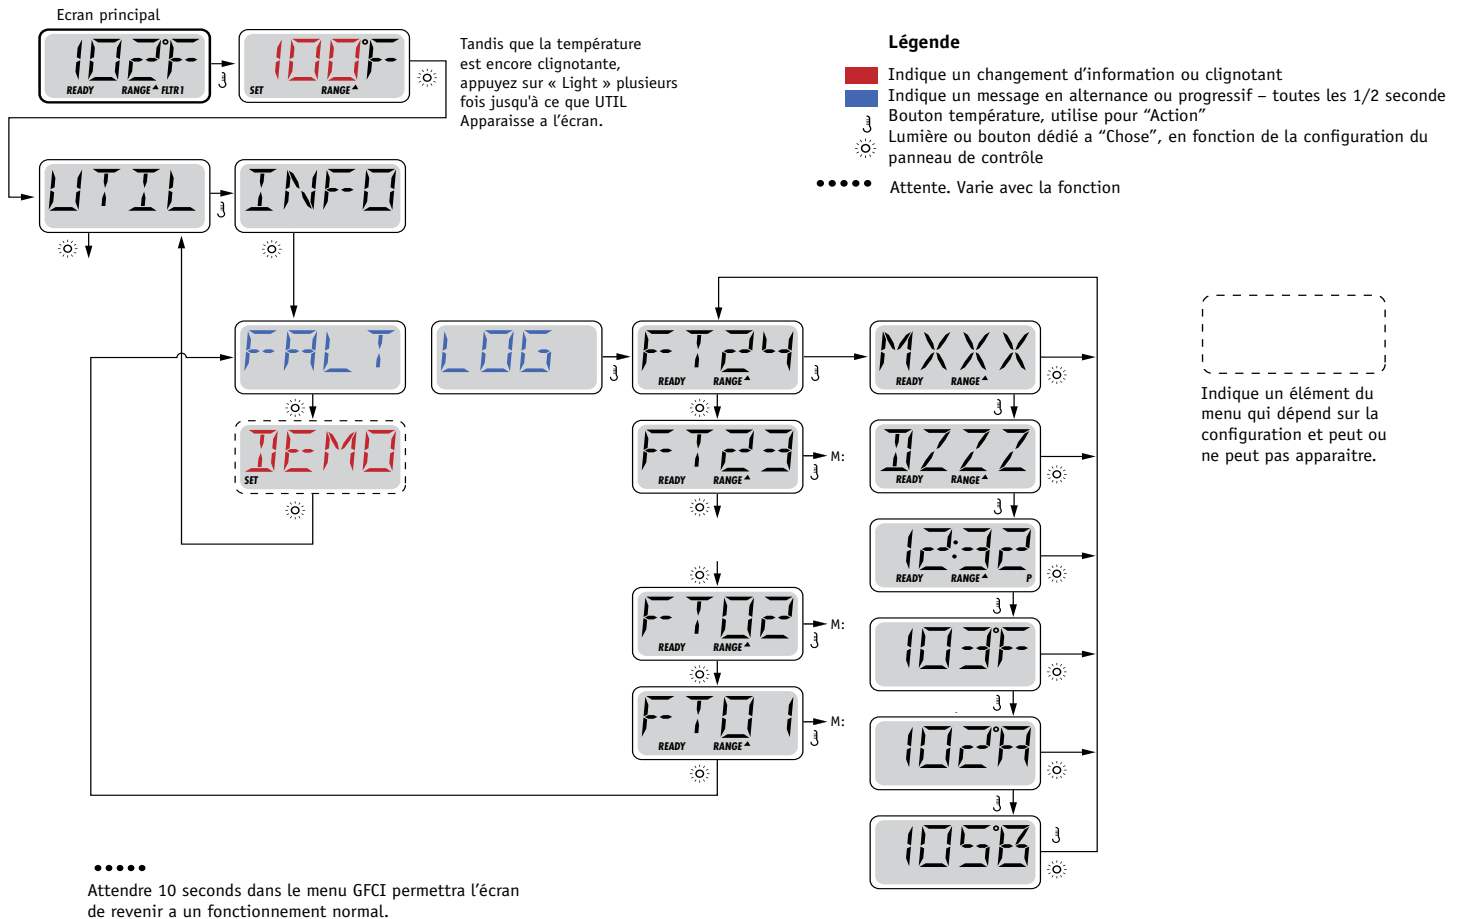 Ecran principal
102°F
READY RANGE FLTR1
100°F
SET RANGE
Tandis que la température
est encore clignotante,
appuyez sur « Light » plusieurs
fois jusqu'à ce que UTIL
Apparaisse a l’écran.
Légende
Indique un changement d’information ou clignotant
Indique un message en alternance ou progressif – toutes les 1/2 seconde
Bouton température, utilise pour “Action”
Lumière ou bouton dédié a “Chose”, en fonction de la configuration du
panneau de contrôle
Attente. Varie avec la fonction
UTIL
INFO
FALT
LOG
FT24
READY RANGE
MXXX
READY RANGE
DEMO
SET
FT23
READY RANGE
M:
DZZZ
READY RANGE
12:32
READY RANGE P
FT02
READY RANGE
M:
103°F
FT01
READY RANGE
M:
102°A
105°B
Indique un élément du
menu qui dépend sur la
configuration et peut ou
ne peut pas apparaitre.
Attendre 10 seconds dans le menu GFCI permettra l’écran
de revenir a un fonctionnement normal.